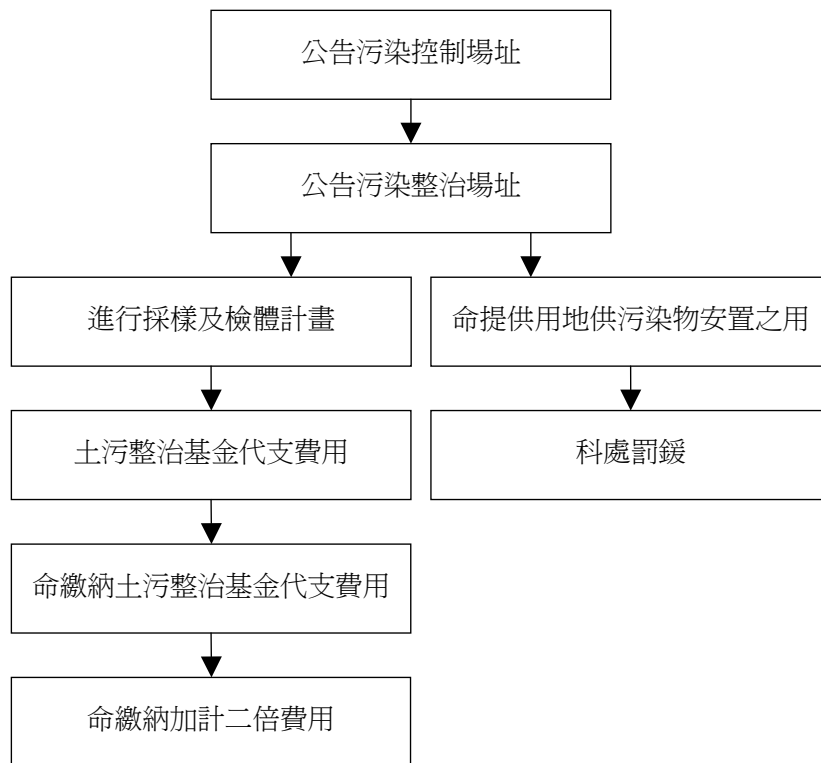 公告污染控制場址
公告污染整治場址
進行採樣及檢體計畫
命提供用地供污染物安置之用
土污整治基金代支費用
科處罰鍰
命繳納土污整治基金代支費用
命繳納加計二倍費用